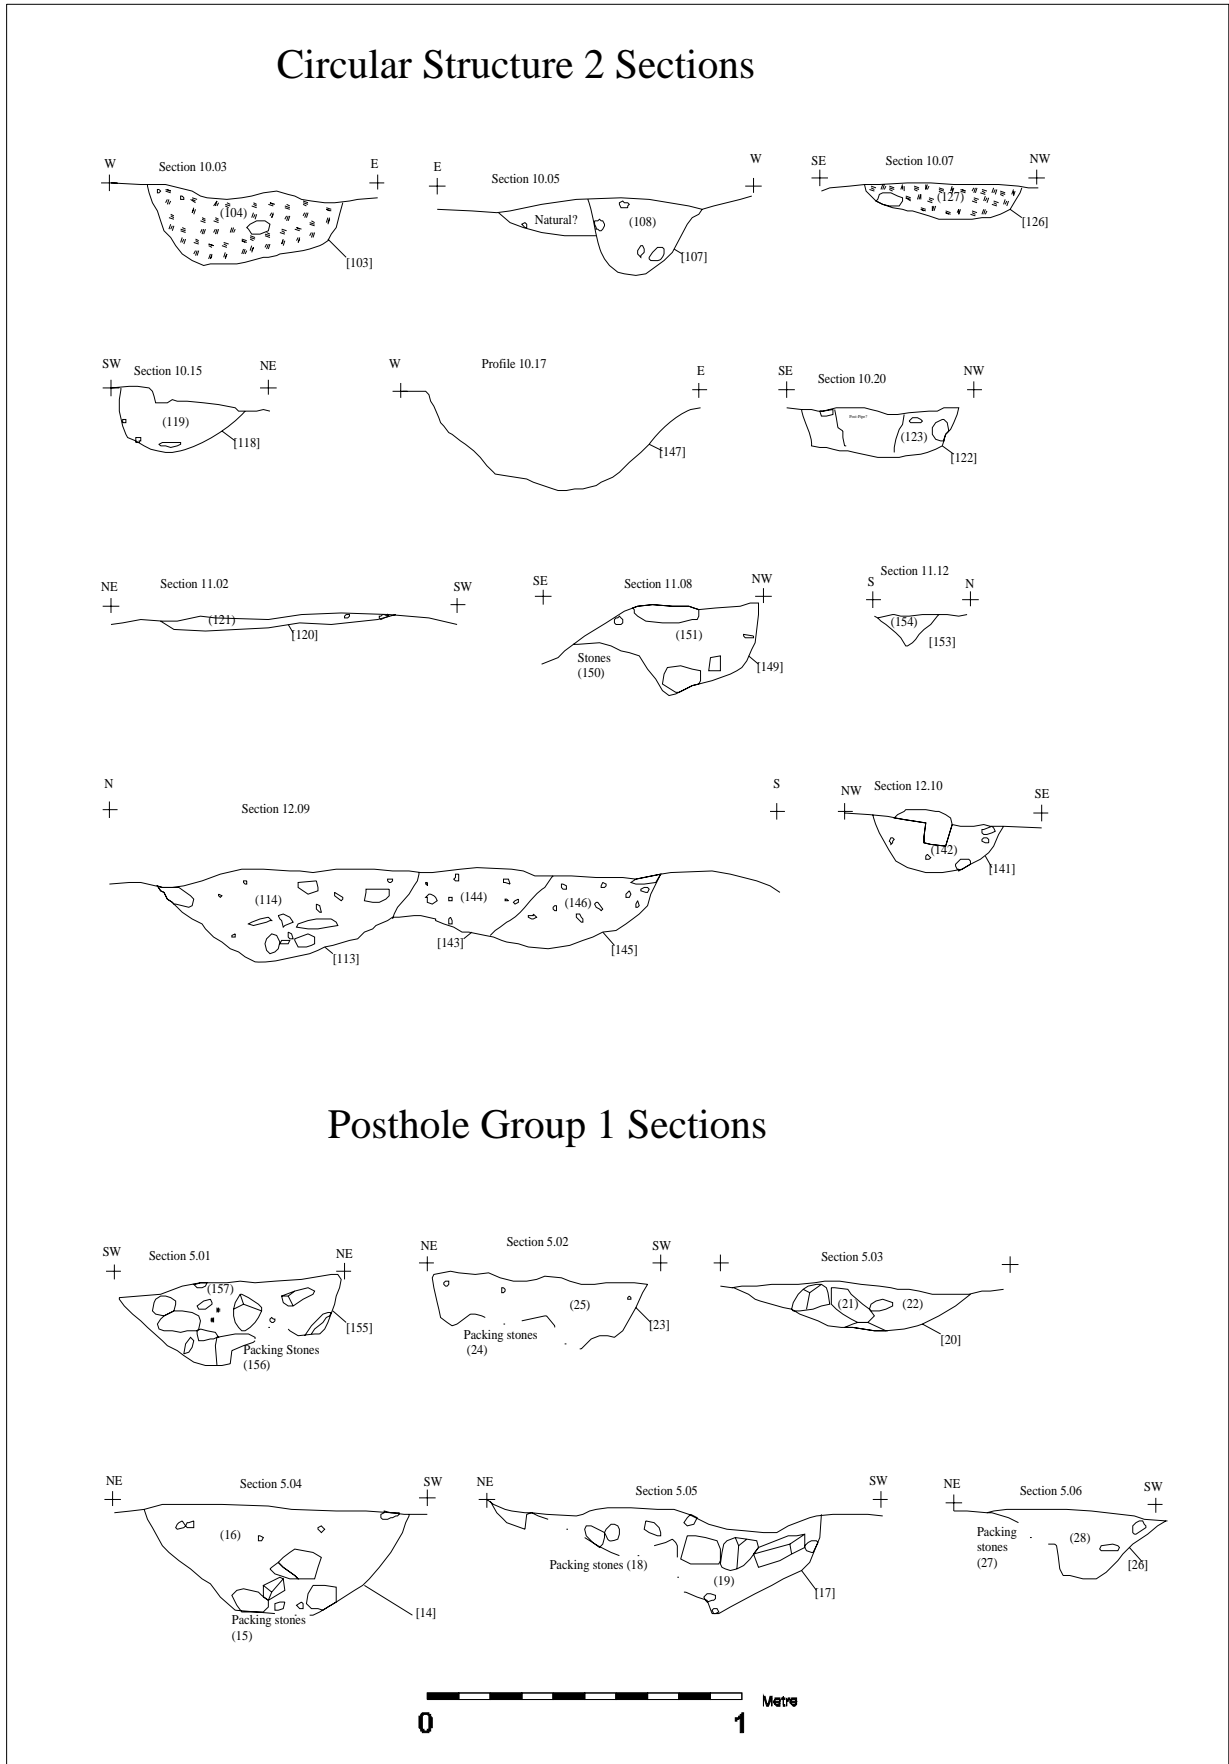 Circular Structure 2 Sections
W Section 10.03 E
(104)
[103]
E Section 10.05 W
Natural?
(108)
[107]
SE Section 10.07 NW
(127)
[126]
SW Section 10.15 NE
(119)
[118]
W Profile 10.17 E
[147]
SE Section 10.20 NW
Post-Pipe?
(123)
[122]
NE Section 11.02 SW
(121)
[120]
SE Section 11.08 NW
(151)
Stones
(150)
[149]
Section 11.12
S N
(154)
[153]
N Section 12.09 S
(114)
(144)
(146)
[113]
[143]
[145]
NW Section 12.10 SE
(142)
[141]
Posthole Group 1 Sections
SW Section 5.01 NE
(157)
[155]
Packing Stones
(156)
NE Section 5.02 SW
(25)
Packing stones
(24)
[23]
Section 5.03
(21)
(22)
[20]
NE Section 5.04 SW
(16)
Packing stones
(15)
[14]
NE Section 5.05 SW
Packing stones (18)
(19)
[17]
NE Section 5.06 SW
Packing
stones
(27)
(28)
[26]
Metre
0 1